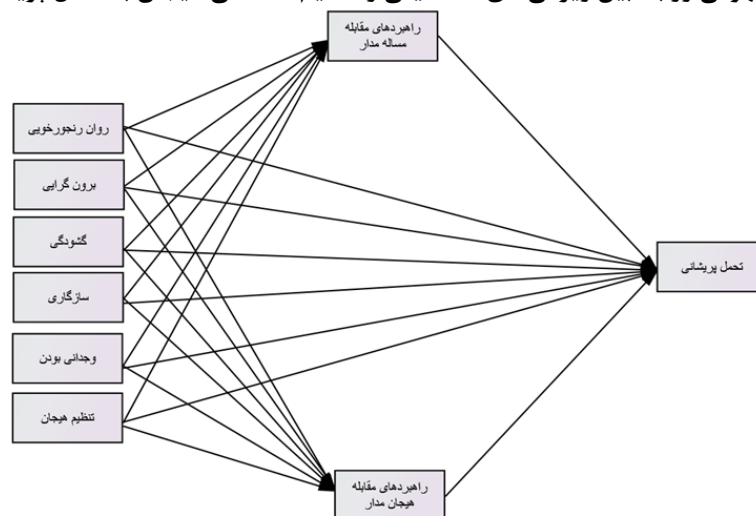 راهبردهای مقابله
مساله مدار
روان رنجورخویی
برون گرایی
گشودگی
سازگاری
وجدانی بودن
تنظیم هیجان
تحمل پریشانی
راهبردهای مقابله
هیجان مدار